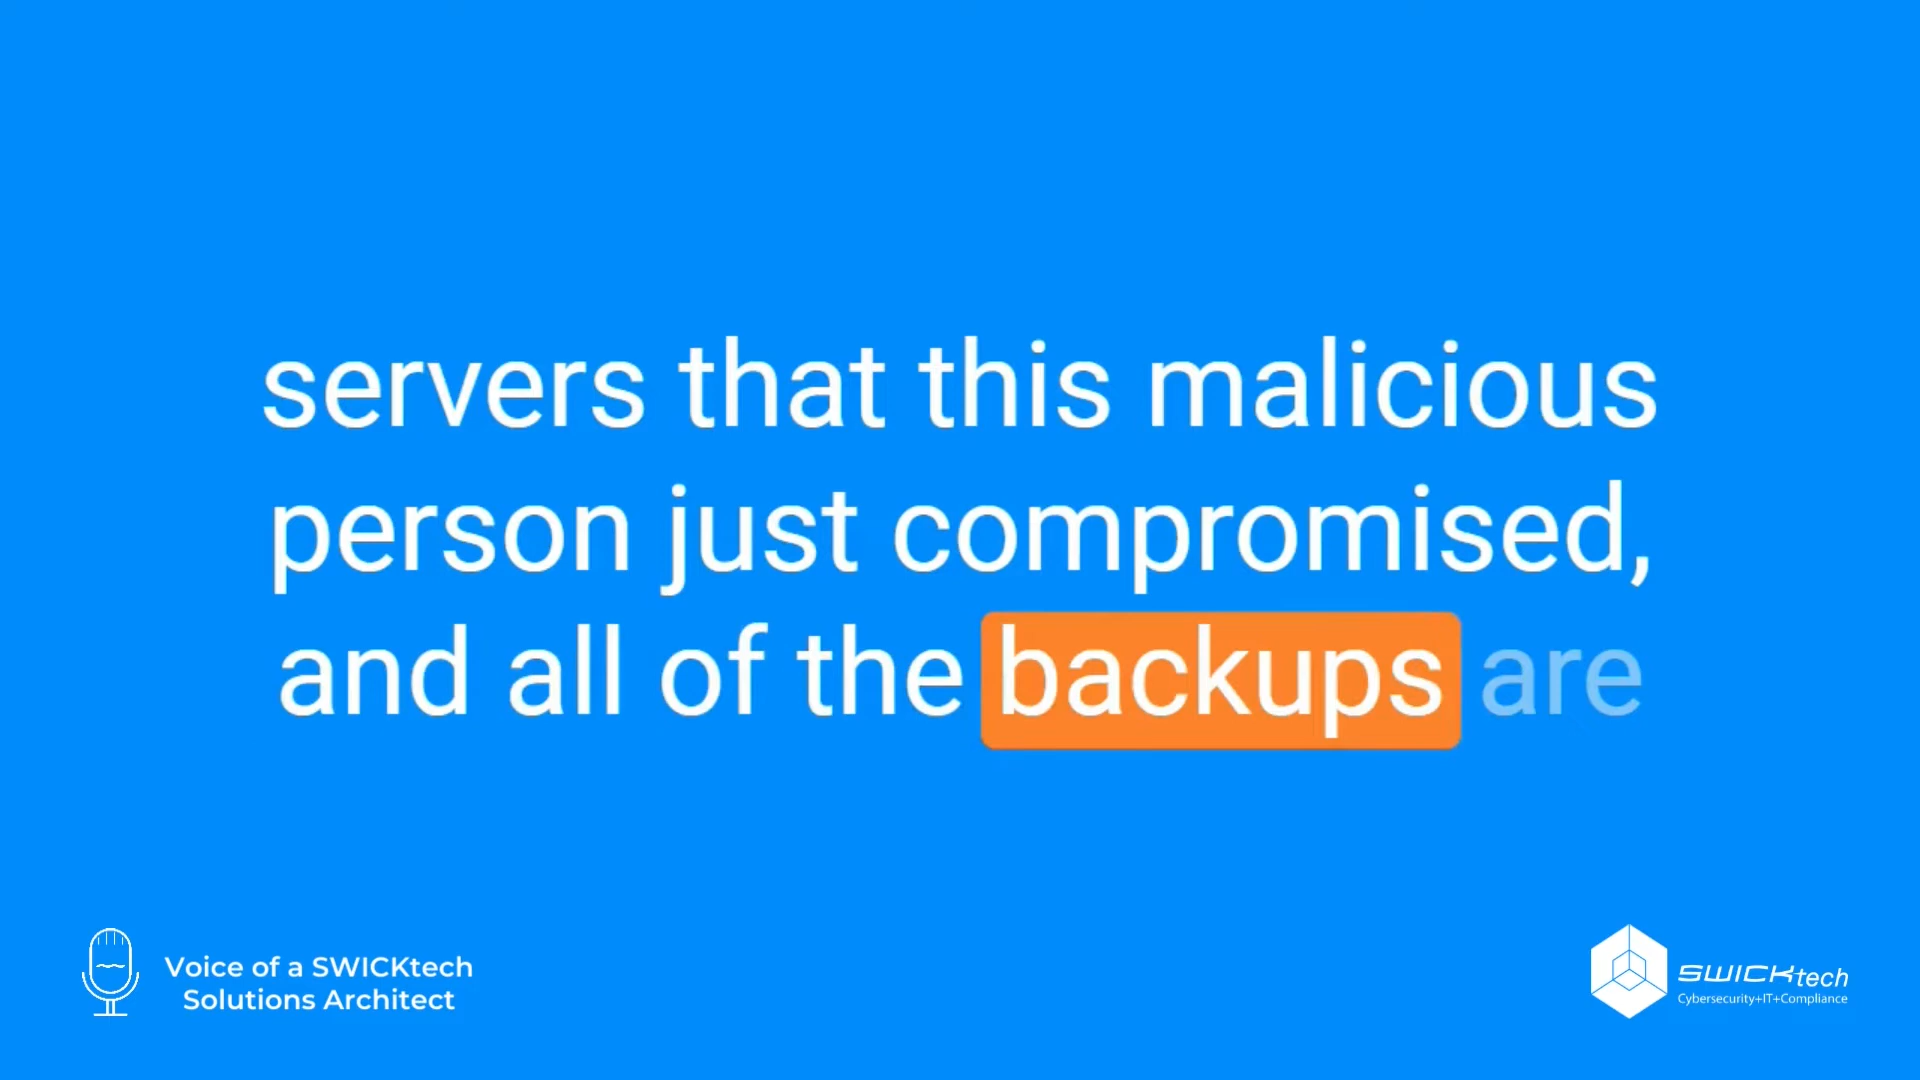 servers that this malicious
person just compromised,
and all of the backups are
Voice of a SWICKtech
Solutions Architect
SWICKtech
Cybersecurity+IT+Compliance